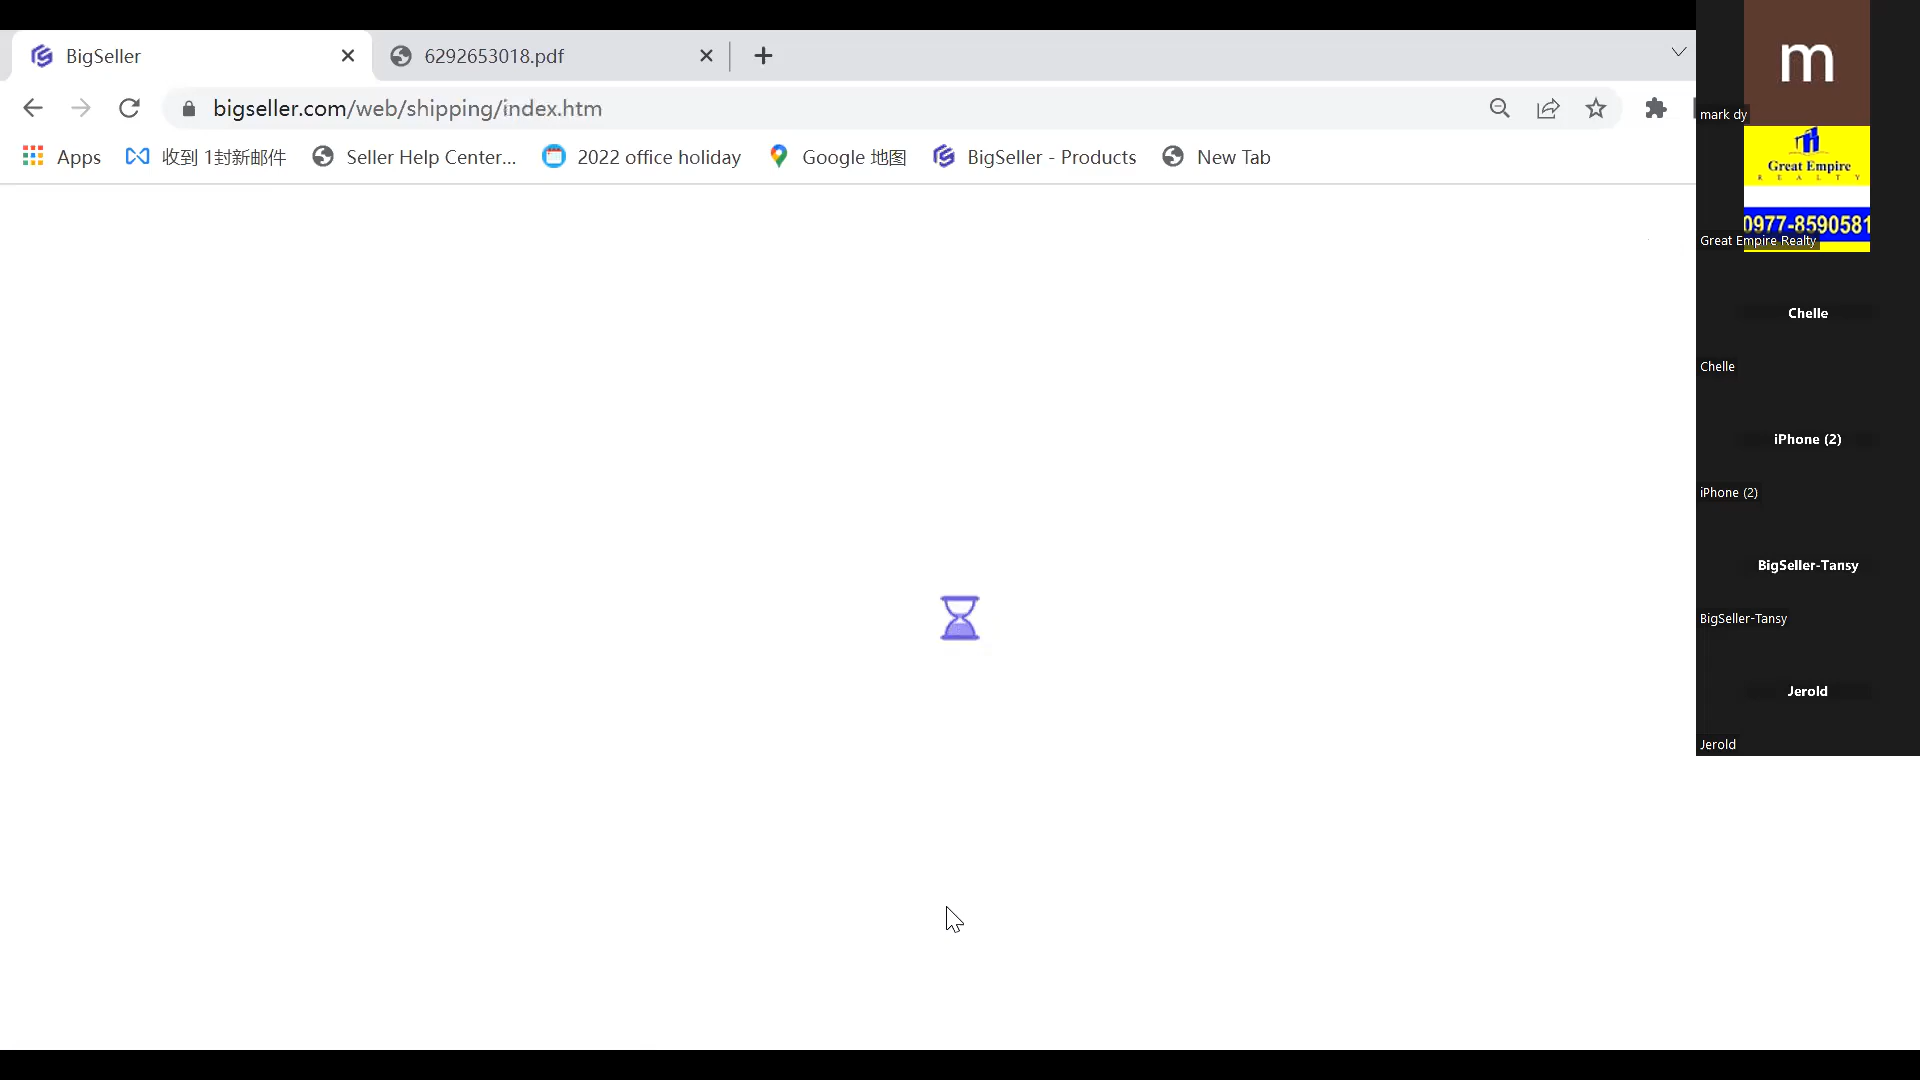 BigSeller
6292653018.pdf
bigseller.com/web/shipping/index.htm
Apps
收到 1封新邮件
Seller Help Center...
2022 office holiday
Google 地图
BigSeller - Products
New Tab
m
mark dy
Great Empire
REALTY
0977-8590581
Great Empire Realty
Chelle
Chelle
iPhone (2)
iPhone (2)
BigSeller-Tansy
BigSeller-Tansy
Jerold
Jerold